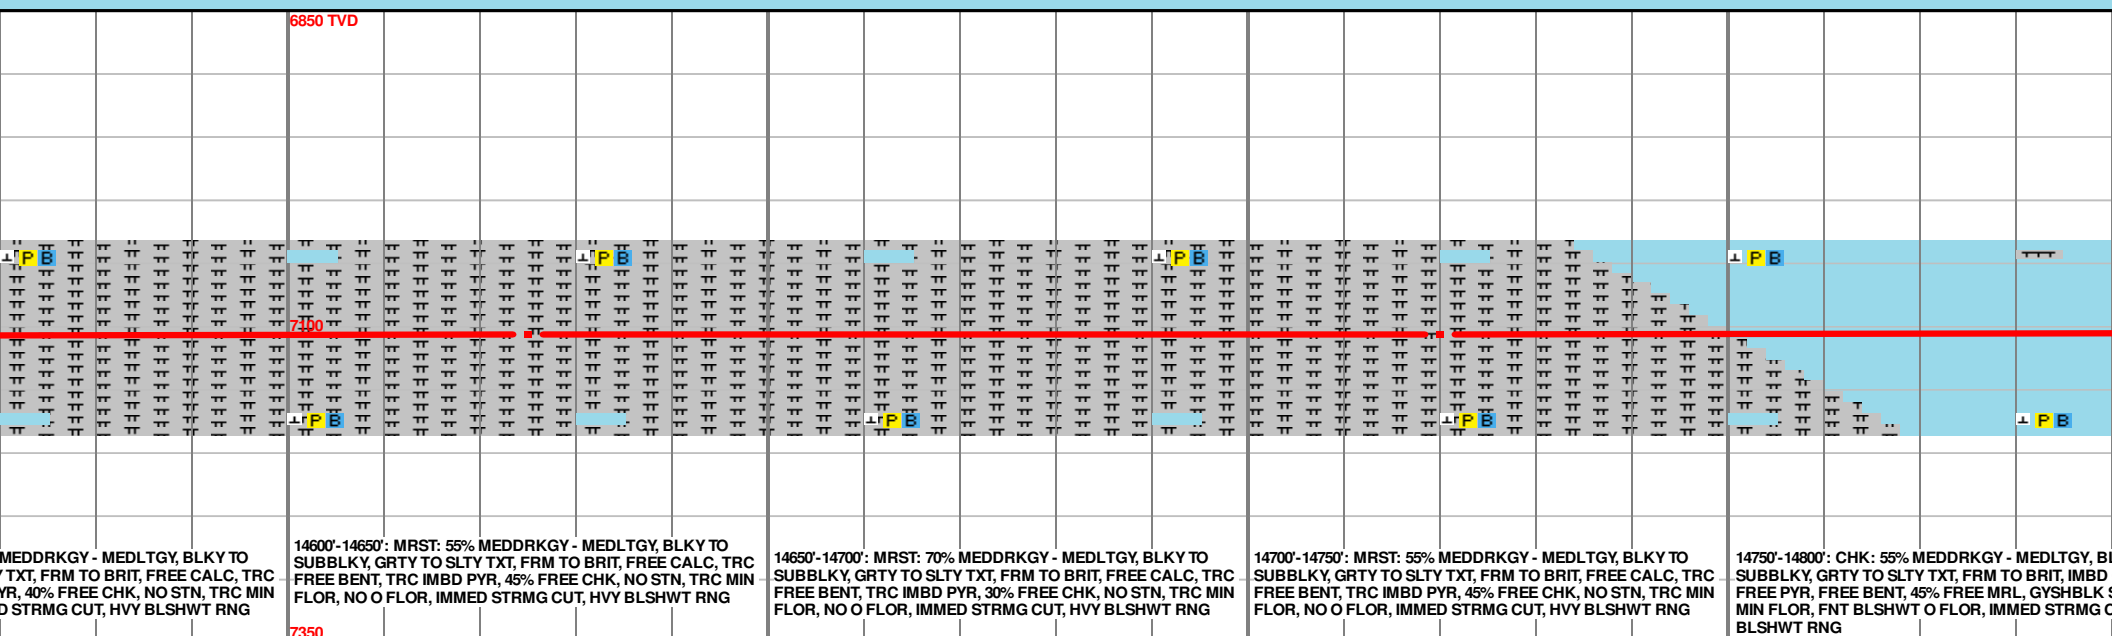 6850 TVD
P B
P B
P B
P B
7100
P B
P B
P B
P B
MEDDRKGY - MEDLTGY, BLKY TO
TXT, FRM TO BRIT, FREE CALC, TRC
YR, 40% FREE CHK, NO STN, TRC MIN
D STRMG CUT, HVY BLSHWT RNG
14600'-14650': MRST: 55% MEDDRKGY - MEDLTGY, BLKY TO
SUBBLKY, GRTY TO SLTY TXT, FRM TO BRIT, FREE CALC, TRC
FREE BENT, TRC IMBD PYR, 45% FREE CHK, NO STN, TRC MIN
FLOR, NO O FLOR, IMMED STRMG CUT, HVY BLSHWT RNG
14650'-14700': MRST: 70% MEDDRKGY - MEDLTGY, BLKY TO
SUBBLKY, GRTY TO SLTY TXT, FRM TO BRIT, FREE CALC, TRC
FREE BENT, TRC IMBD PYR, 30% FREE CHK, NO STN, TRC MIN
FLOR, NO O FLOR, IMMED STRMG CUT, HVY BLSHWT RNG
14700'-14750': MRST: 55% MEDDRKGY - MEDLTGY, BLKY TO
SUBBLKY, GRTY TO SLTY TXT, FRM TO BRIT, FREE CALC, TRC
FREE BENT, TRC IMBD PYR, 45% FREE CHK, NO STN, TRC MIN
FLOR, NO O FLOR, IMMED STRMG CUT, HVY BLSHWT RNG
14750'-14800': CHK: 55% MEDDRKGY - MEDLTGY, BL
SUBBLKY, GRTY TO SLTY TXT, FRM TO BRIT, IMBD
FREE PYR, FREE BENT, 45% FREE MRL, GYSHBLK S
MIN FLOR, FNT BLSHWT O FLOR, IMMED STRMG C
BLSHWT RNG
7350